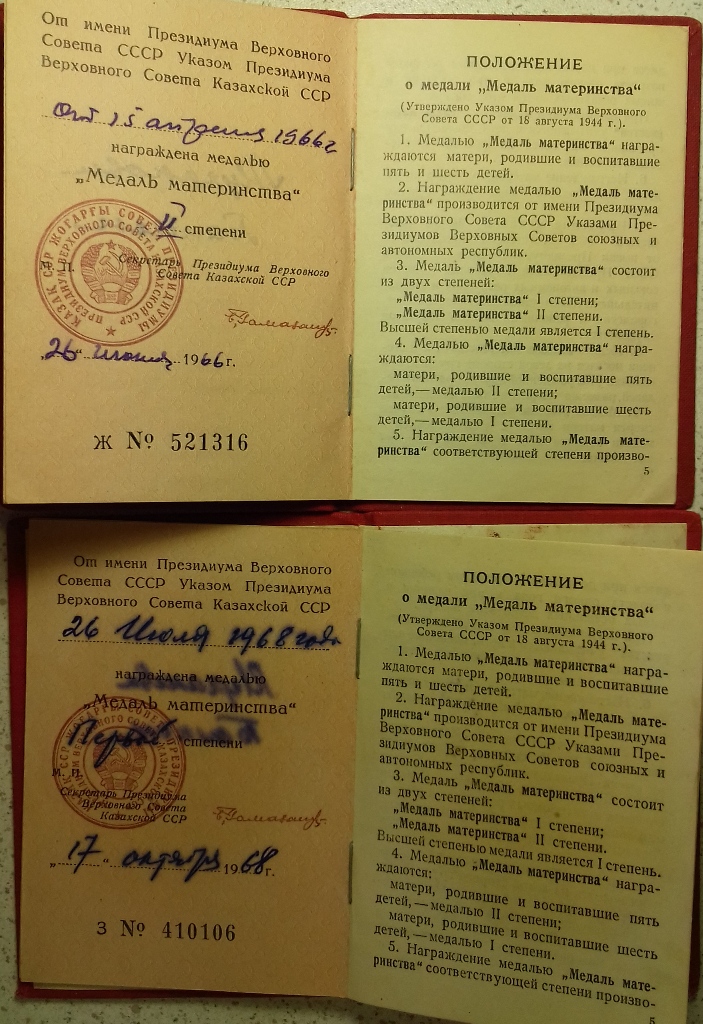 От имени Президиума Верховного
Совета СССР Указом Президиума
Верховного Совета Казахской ССР
от 15 апреля 1966 г
награждена медалью
„Медаль материнства“
II степени
М. П.
Секретарь Президиума Верховного
Совета Казахской ССР
КАЗАК ССР ЖОГАРГЫ СОВЕТІ ПРЕЗИДИУМЫ
ПРЕЗИДИУМ ВЕРХОВНОГО СОВЕТА КАЗАХСКОЙ ССР
„26“ июня 1966 г.
Ж № 521316
ПОЛОЖЕНИЕ
о медали „Медаль материнства“
(Утверждено Указом Президиума Верховного
Совета СССР от 18 августа 1944 г.).
1. Медалью „Медаль материнства“ награ-
ждаются матери, родившие и воспитавшие
пять и шесть детей.
2. Награждение медалью „Медаль мате-
ринства“ производится от имени Президиума
Верховного Совета СССР Указами Пре-
зидиумов Верховных Советов союзных и
автономных республик.
3. Медаль „Медаль материнства“ состоит
из двух степеней:
„Медаль материнства“ I степени;
„Медаль материнства“ II степени.
Высшей степенью медали является I степень.
4. Медалью „Медаль материнства“ награ-
ждаются:
матери, родившие и воспитавшие пять
детей,— медалью II степени;
матери, родившие и воспитавшие шесть
детей,— медалью I степени.
5. Награждение медалью „Медаль мате-
ринства“ соответствующей степени произво-
5
От имени Президиума Верховного
Совета СССР Указом Президиума
Верховного Совета Казахской ССР
26 Июля 1968 года
награждена медалью
„Медаль материнства“
Первой степени
М. П.
Секретарь Президиума
Верховного Совета
Казахской ССР
„17“ октября 1968 г.
З № 410106
ПОЛОЖЕНИЕ
о медали „Медаль материнства“
(Утверждено Указом Президиума Верховного
Совета СССР от 18 августа 1944 г.).
1. Медалью „Медаль материнства“ награ-
ждаются матери, родившие и воспитавшие
пять и шесть детей.
2. Награждение медалью „Медаль мате-
ринства“ производится от имени Президиума
Верховного Совета СССР Указами Пре-
зидиумов Верховных Советов союзных и
автономных республик.
3. Медаль „Медаль материнства“ состоит
из двух степеней:
„Медаль материнства“ I степени;
„Медаль материнства“ II степени.
Высшей степенью медали является I степень.
4. Медалью „Медаль материнства“ награ-
ждаются:
матери, родившие и воспитавшие пять
детей,— медалью II степени;
матери, родившие и воспитавшие шесть
детей,— медалью I степени.
5. Награждение медалью „Медаль мате-
ринства“ соответствующей степени произво-
5